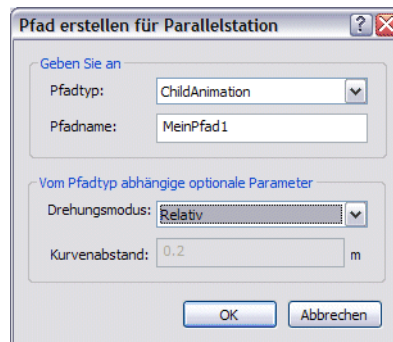 Pfad erstellen für Parallelstation
Geben Sie an
Pfadtyp: ChildAnimation
Pfadname: MeinPfad1
Vom Pfadtyp abhängige optionale Parameter
Drehungsmodus: Relativ
Kurvenabstand: 0.2 m
OK Abbrechen